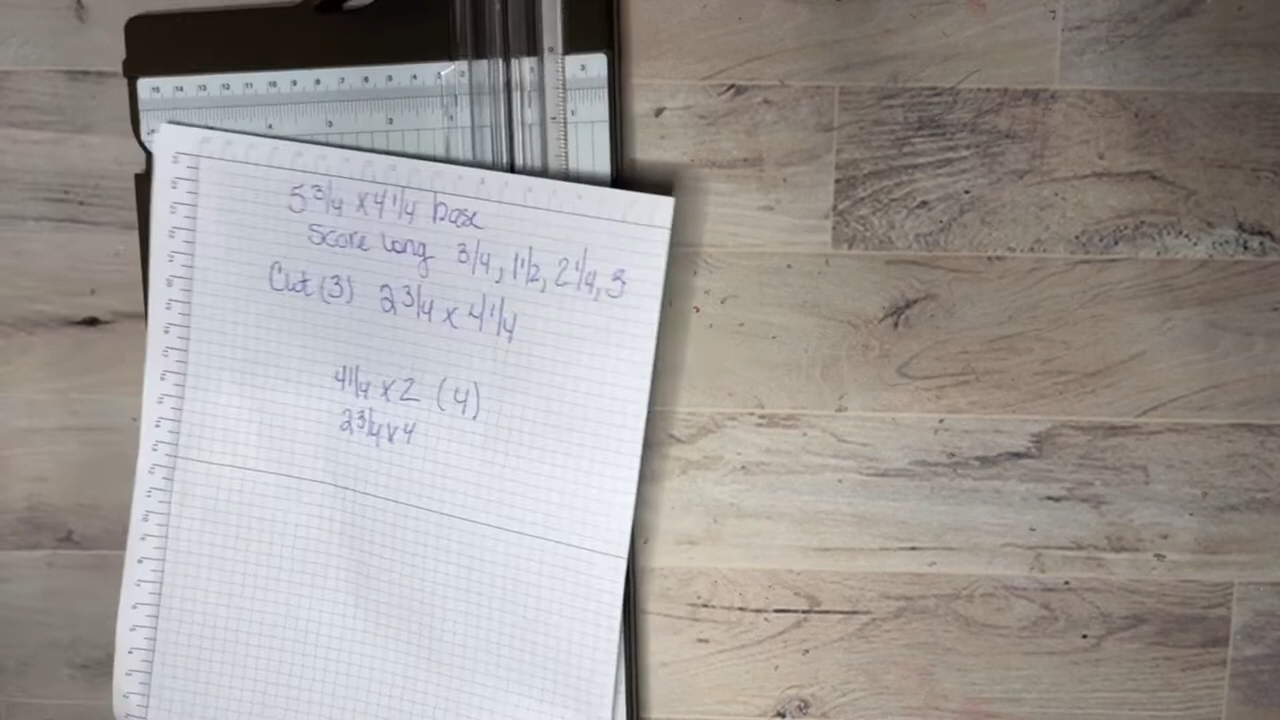 5 3/4 x 4 1/4 base
Score long 3/4, 1 1/2, 2 1/4, 3
Cut (3) 2 3/4 x 4 1/4
4 1/4 x 2 (4)
2 3/4 x 4